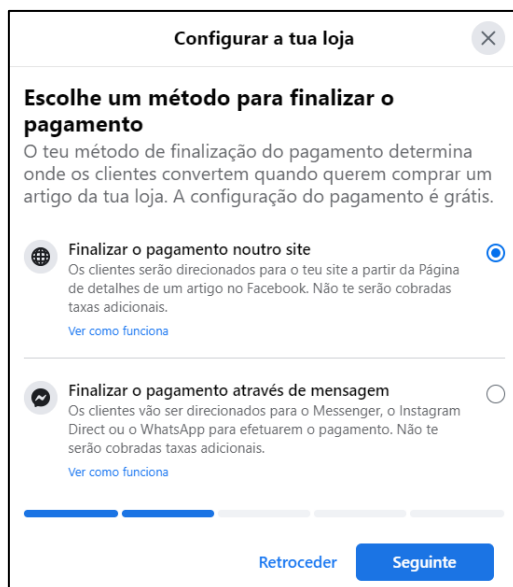 Configurar a tua loja
Escolhe um método para finalizar o
pagamento
O teu método de finalização do pagamento determina
onde os clientes convertem quando querem comprar um
artigo da tua loja. A configuração do pagamento é grátis.
Finalizar o pagamento noutro site
Os clientes serão direcionados para o teu site a partir da Página
de detalhes de um artigo no Facebook. Não te serão cobradas
taxas adicionais.
Ver como funciona
Finalizar o pagamento através de mensagem
Os clientes vão ser direcionados para o Messenger, o Instagram
Direct ou o WhatsApp para efetuarem o pagamento. Não te
serão cobradas taxas adicionais.
Ver como funciona
Retroceder Seguinte